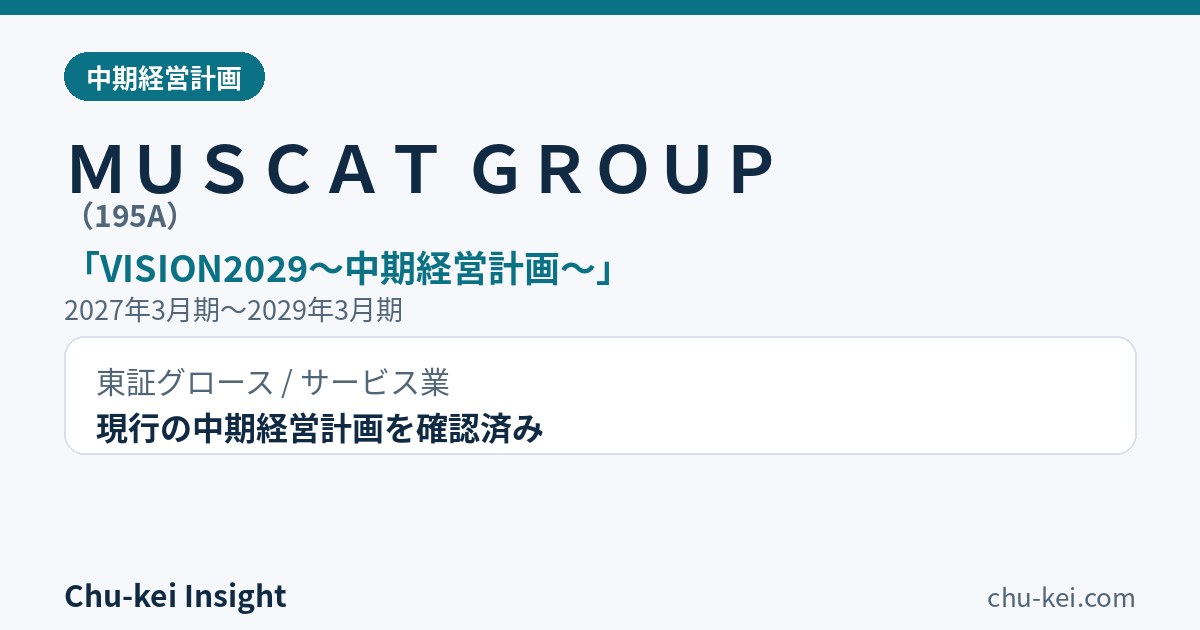 中期経営計画
ＭＵＳＣＡＴ ＧＲＯＵＰ
（195A）
「VISION2029～中期経営計画～」
2027年3月期～2029年3月期
東証グロース / サービス業
現行の中期経営計画を確認済み
Chu-kei Insight
chu-kei.com